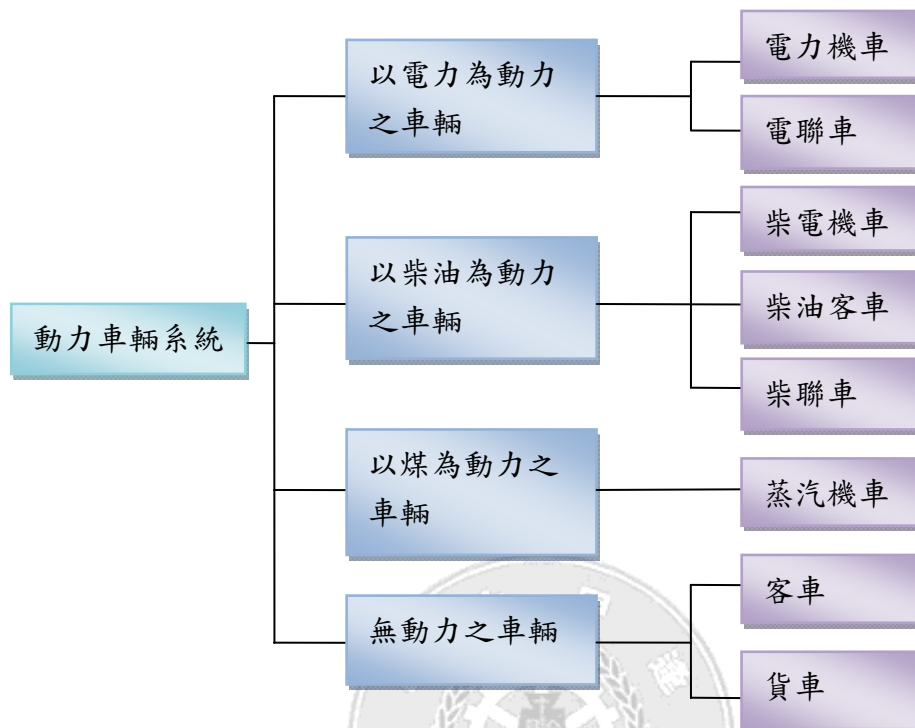 動力車輛系統
以電力為動力
之車輛
電力機車
電聯車
以柴油為動力
之車輛
柴電機車
柴油客車
柴聯車
以煤為動力之
車輛
蒸汽機車
無動力之車輛
客車
貨車